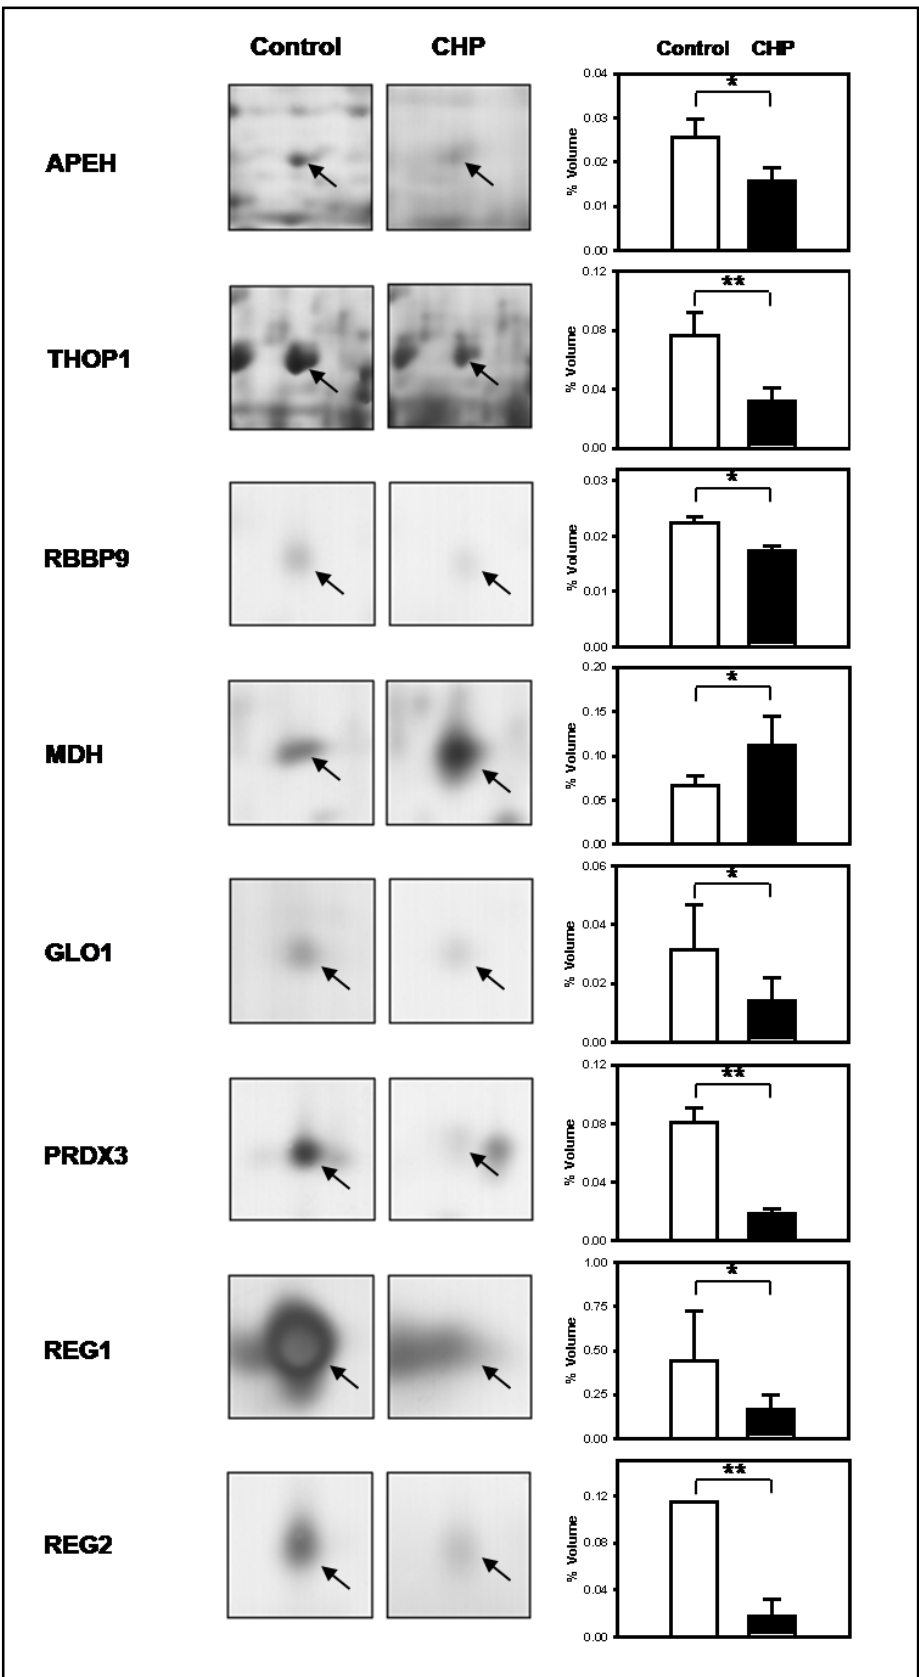 Control CHP Control CHP
APEH
% Volume
0.04
0.03
0.02
0.01
0.00
*
THOP1
% Volume
0.12
0.08
0.04
0.00
**
RBBP9
% Volume
0.03
0.02
0.01
0.00
*
MDH
% Volume
0.20
0.15
0.10
0.05
0.00
*
GLO1
% Volume
0.06
0.04
0.02
0.00
*
PRDX3
% Volume
0.12
0.08
0.04
0.00
**
REG1
% Volume
1.00
0.75
0.50
0.25
0.00
*
REG2
% Volume
0.12
0.04
0.00
**